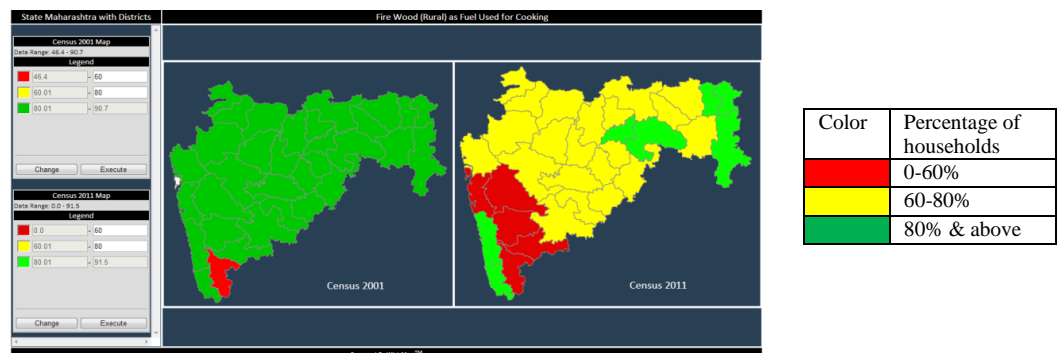 State Maharashtra with Districts
Fire Wood (Rural) as Fuel Used for Cooking
Census 2001 Map
Data Range: 46.4 - 90.7
Legend
46.4 - 60
60.01 - 80
80.01 - 90.7
Change Execute
Census 2011 Map
Data Range: 0.0 - 91.5
Legend
0.0 - 60
60.01 - 80
80.01 - 91.5
Change Execute
Census 2001
Census 2011
Color Percentage of
households
0-60%
60-80%
80% & above